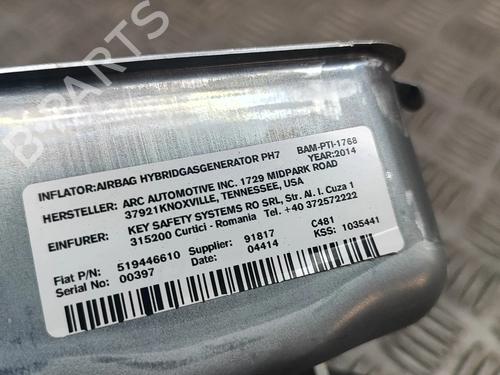 B-PARTS
INFLATOR:AIRBAG HYBRIDGASGENERATOR PH7 BAM-PTI-1768
YEAR:2014
HERSTELLER: ARC AUTOMOTIVE INC. 1729 MIDPARK ROAD
37921KNOXVILLE, TENNESSEE, USA
EINFURER: KEY SAFETY SYSTEMS RO SRL, Str. Al. I. Cuza 1
315200 Curtici - Romania Tel. +40 372572222
Fiat P/N: 519446610 Supplier: 91817 C481
Serial No: 00397 Date: 04414 KSS: 1035441